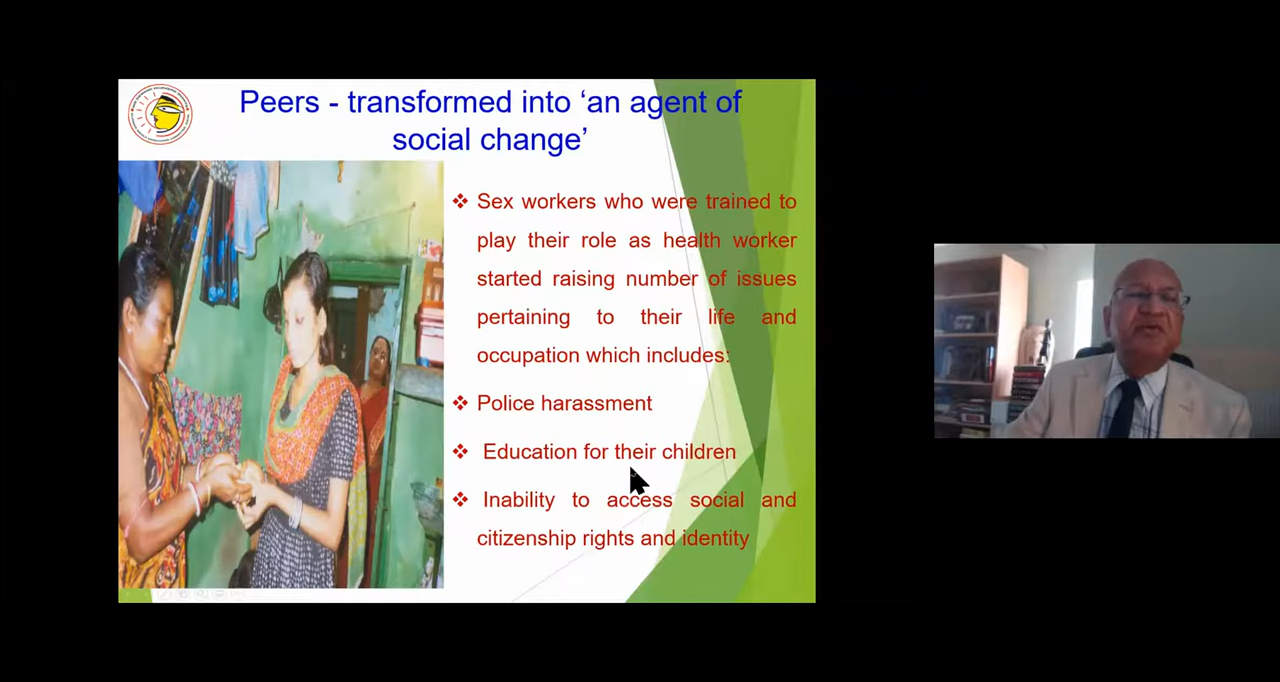 Peers - transformed into ‘an agent of
social change’
❖ Sex workers who were trained to
play their role as health worker
started raising number of issues
pertaining to their life and
occupation which includes:
❖ Police harassment
❖ Education for their children
❖ Inability to access social and
citizenship rights and identity